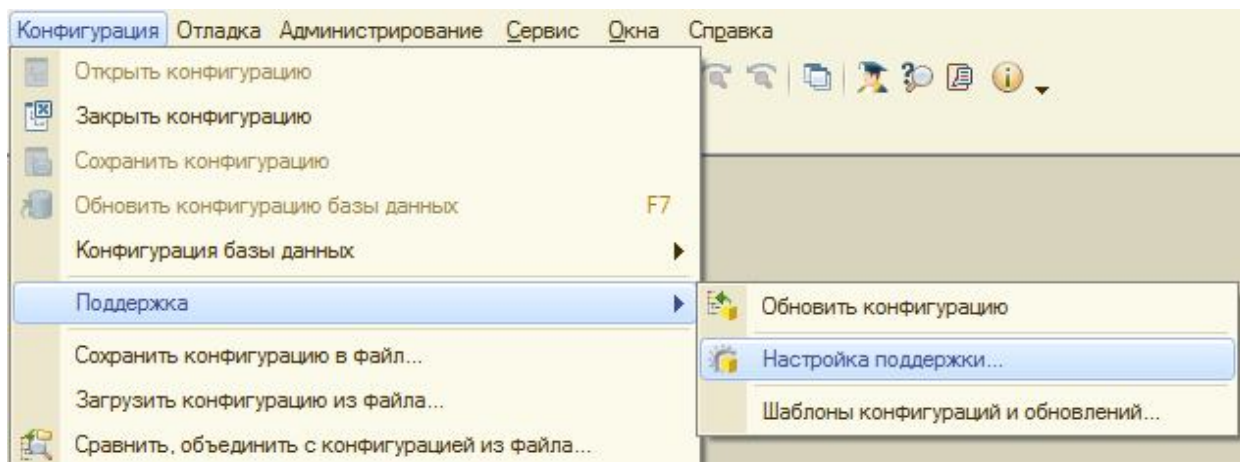 Конфигурация Отладка Администрирование Сервис Окна Справка
Открыть конфигурацию
Закрыть конфигурацию
Сохранить конфигурацию
Обновить конфигурацию базы данных F7
Конфигурация базы данных
Поддержка
Обновить конфигурацию
Настройка поддержки...
Шаблоны конфигураций и обновлений...
Сохранить конфигурацию в файл...
Загрузить конфигурацию из файла...
Сравнить, объединить с конфигурацией из файла...